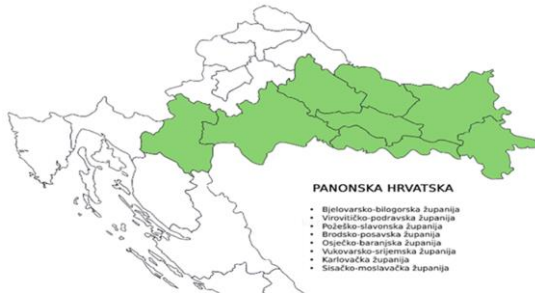 PANONSKA HRVATSKA
• Bjelovarsko-bilogorska županija
• Virovitičko-podravska županija
• Požeško-slavonska županija
• Brodsko-posavska županija
• Osječko-baranjska županija
• Vukovarsko-srijemska županija
• Karlovačka županija
• Sisačko-moslavačka županija